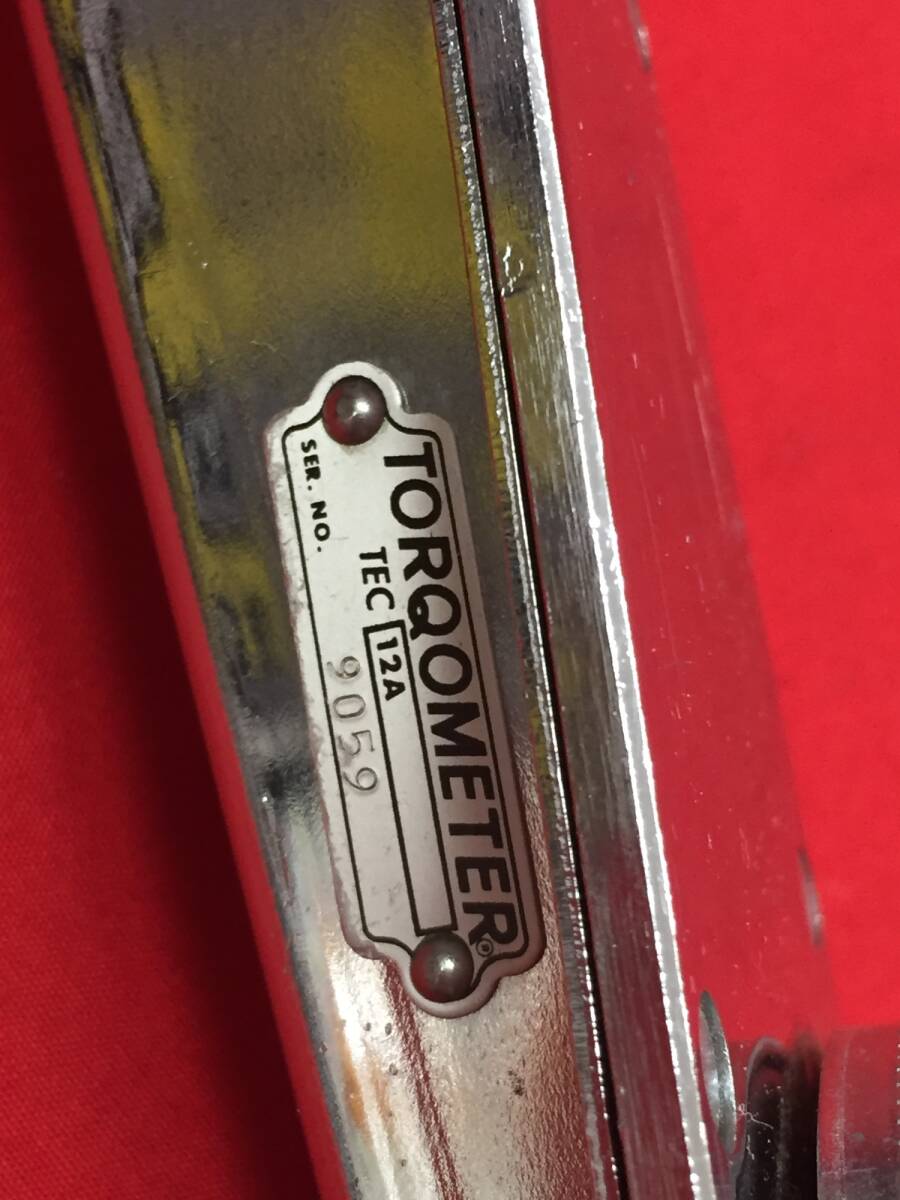 TORQOMETER®
TEC 12A
SER. NO. 9059